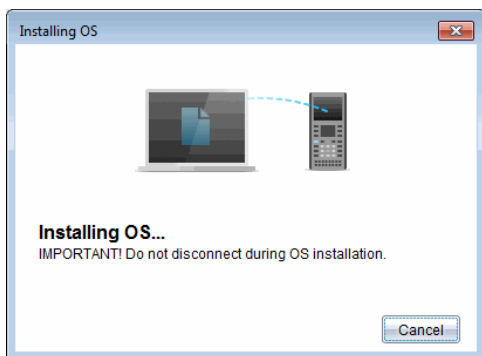 Installing OS
Installing OS...
IMPORTANT! Do not disconnect during OS installation.
Cancel